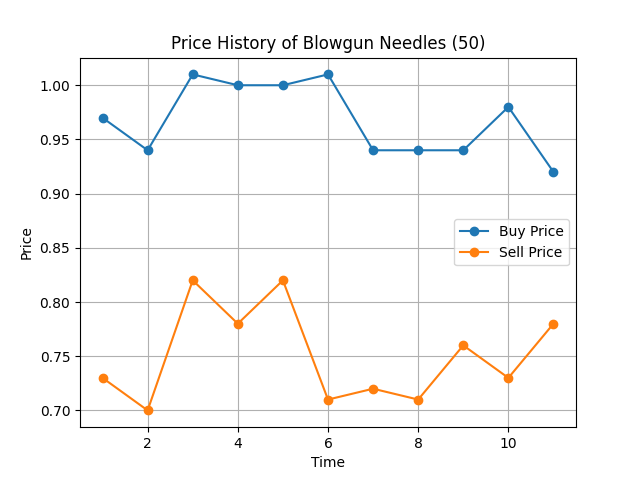 Price History of Blowgun Needles (50)
1.00
0.95
0.90
0.85
0.80
0.75
0.70
Price
Buy Price
Sell Price
2 4 6 8 10
Time